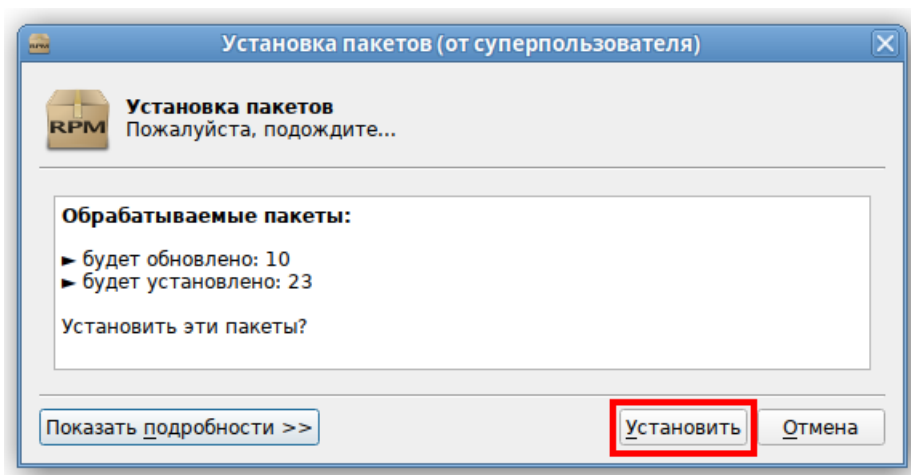 Установка пакетов (от суперпользователя)
RPM
Установка пакетов
Пожалуйста, подождите...
Обрабатываемые пакеты:
► будет обновлено: 10
► будет установлено: 23
Установить эти пакеты?
Показать подробности >>
Установить
Отмена